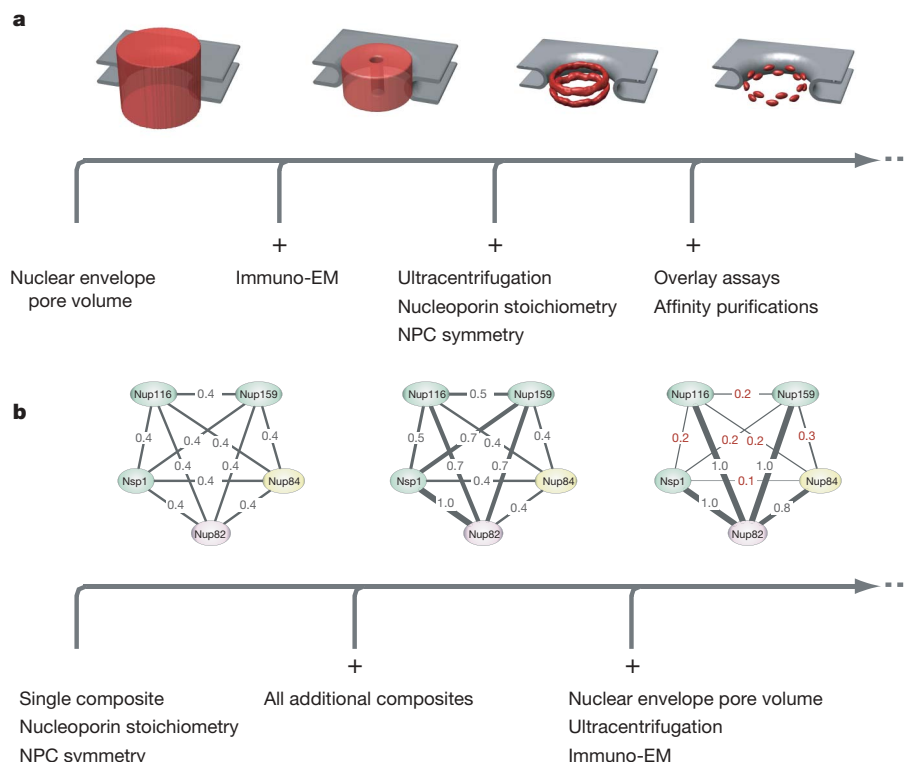 a
Nuclear envelope
pore volume
+
Immuno-EM
+
Ultracentrifugation
Nucleoporin stoichiometry
NPC symmetry
+
Overlay assays
Affinity purifications
b
Nup116
0.4
Nup159
0.4
0.4
0.4
0.4
0.4
0.4
Nsp1
0.4
Nup84
0.4
0.4
Nup82
Nup116
0.5
Nup159
0.5
0.7
0.4
0.4
0.7
0.7
Nsp1
0.4
Nup84
1.0
0.4
Nup82
Nup116
0.2
Nup159
0.2
0.2
0.2
0.3
1.0
1.0
Nsp1
0.1
Nup84
1.0
0.8
Nup82
Single composite
Nucleoporin stoichiometry
NPC symmetry
+
All additional composites
+
Nuclear envelope pore volume
Ultracentrifugation
Immuno-EM